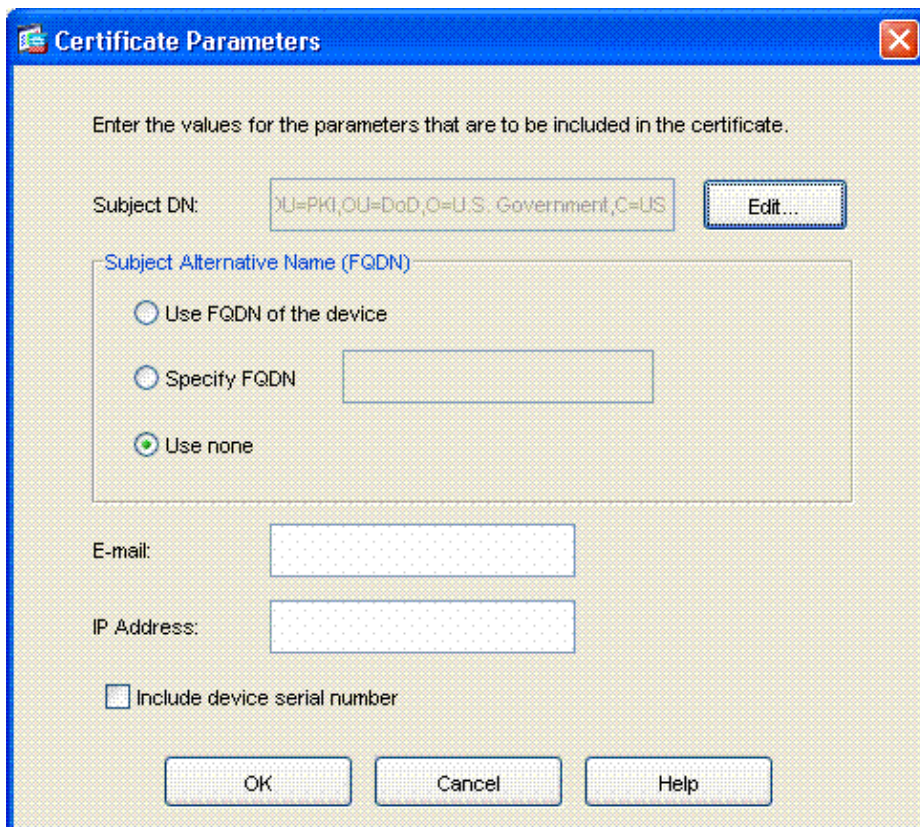 Certificate Parameters
Enter the values for the parameters that are to be included in the certificate.
Subject DN:
OU=PKI,OU=DoD,O=U.S. Government,C=US
Edit...
Subject Alternative Name (FQDN)
Use FQDN of the device
Specify FQDN
Use none
E-mail:
IP Address:
Include device serial number
OK
Cancel
Help